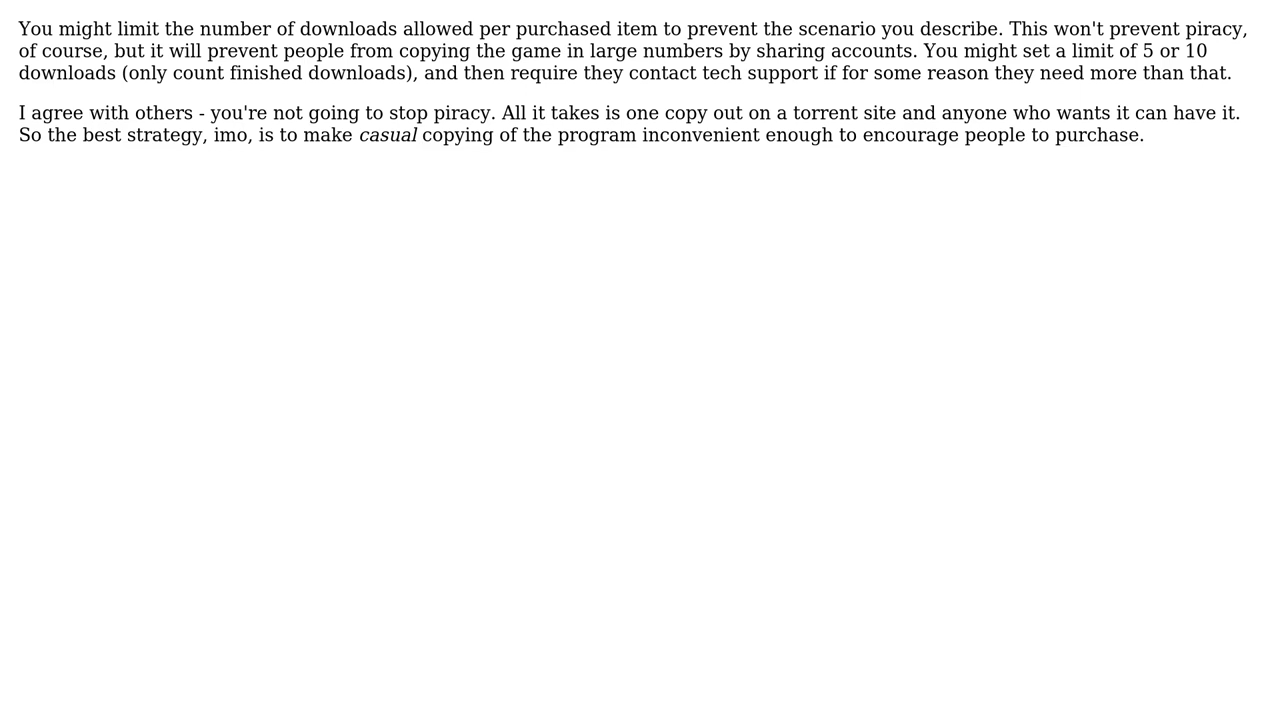 You might limit the number of downloads allowed per purchased item to prevent the scenario you describe. This won't prevent piracy,
of course, but it will prevent people from copying the game in large numbers by sharing accounts. You might set a limit of 5 or 10
downloads (only count finished downloads), and then require they contact tech support if for some reason they need more than that.
I agree with others - you're not going to stop piracy. All it takes is one copy out on a torrent site and anyone who wants it can have it.
So the best strategy, imo, is to make casual copying of the program inconvenient enough to encourage people to purchase.